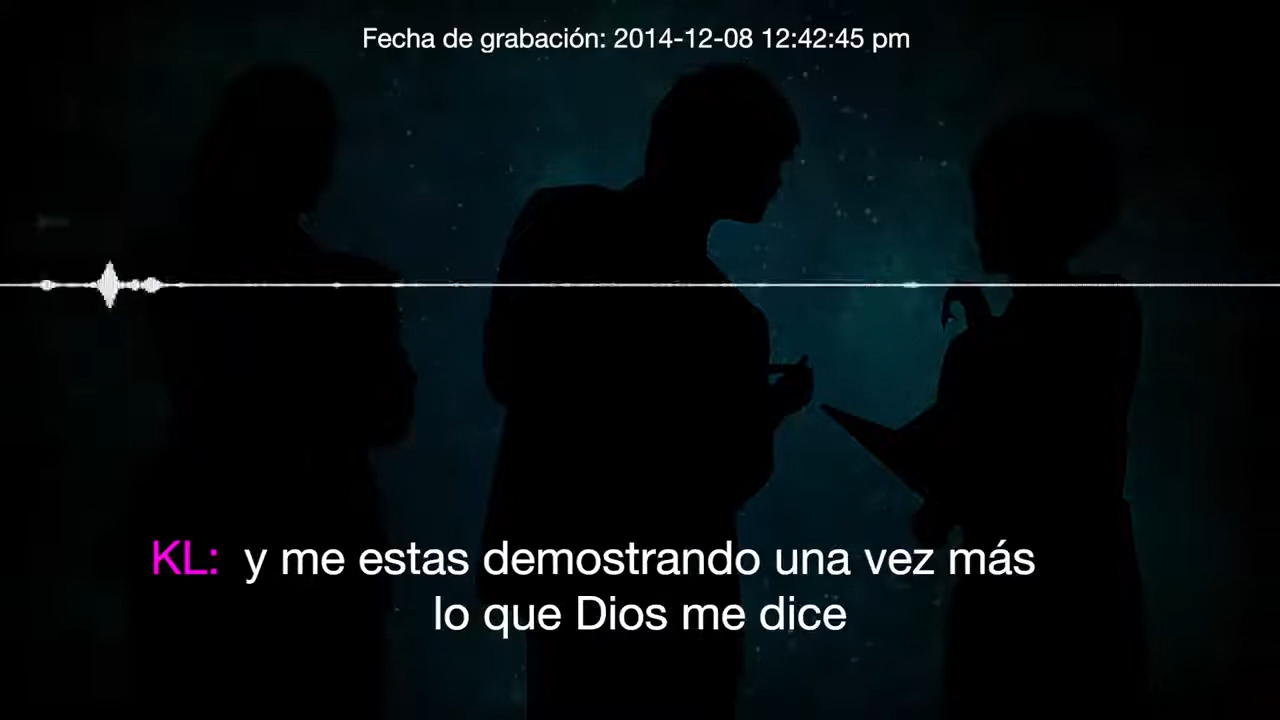 Fecha de grabación: 2014-12-08 12:42:45 pm
KL: y me estas demostrando una vez más
lo que Dios me dice